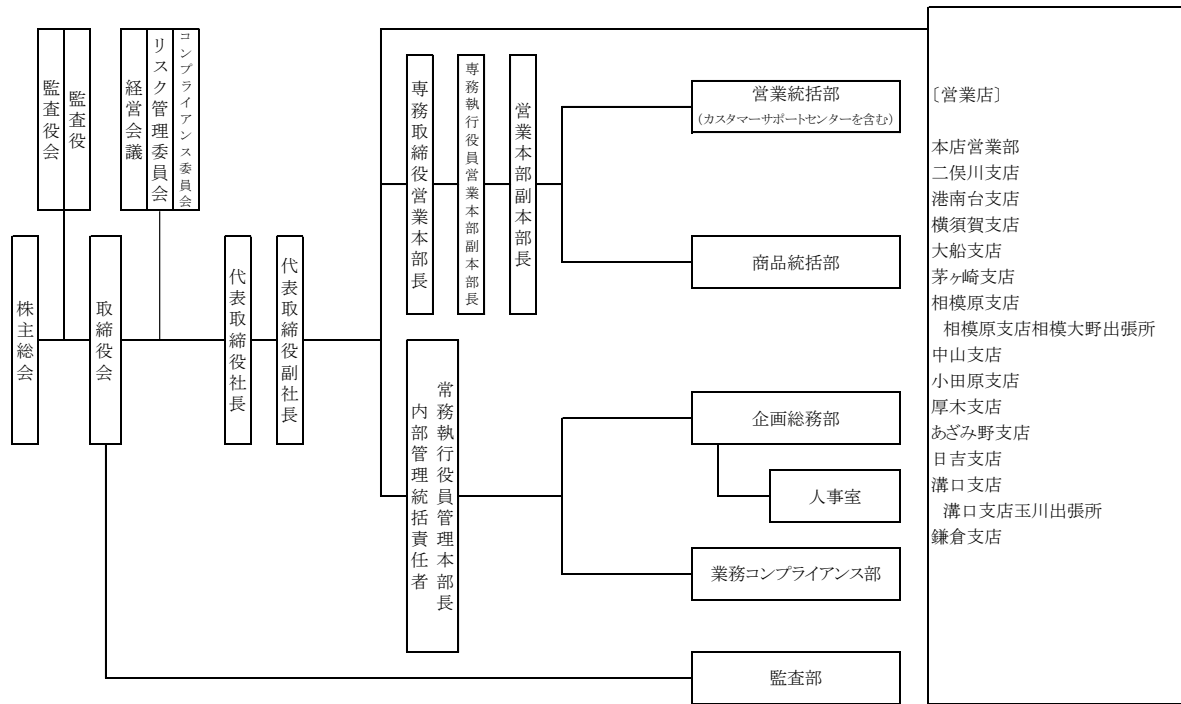 監査役会
監査役
経営会議
リスク管理委員会
コンプライアンス委員会
株主総会
取締役会
代表取締役社長
代表取締役副社長
専務取締役営業本部長
専務執行役員営業本部副本部長
営業本部副本部長
常務執行役員管理本部長
内部管理統括責任者
営業統括部
(カスタマーサポートセンターを含む)
商品統括部
企画総務部
人事室
業務コンプライアンス部
監査部
〔営業店〕
本店営業部
二俣川支店
港南台支店
横須賀支店
大船支店
茅ヶ崎支店
相模原支店
相模原支店相模大野出張所
中山支店
小田原支店
厚木支店
あざみ野支店
日吉支店
溝口支店
溝口支店玉川出張所
鎌倉支店